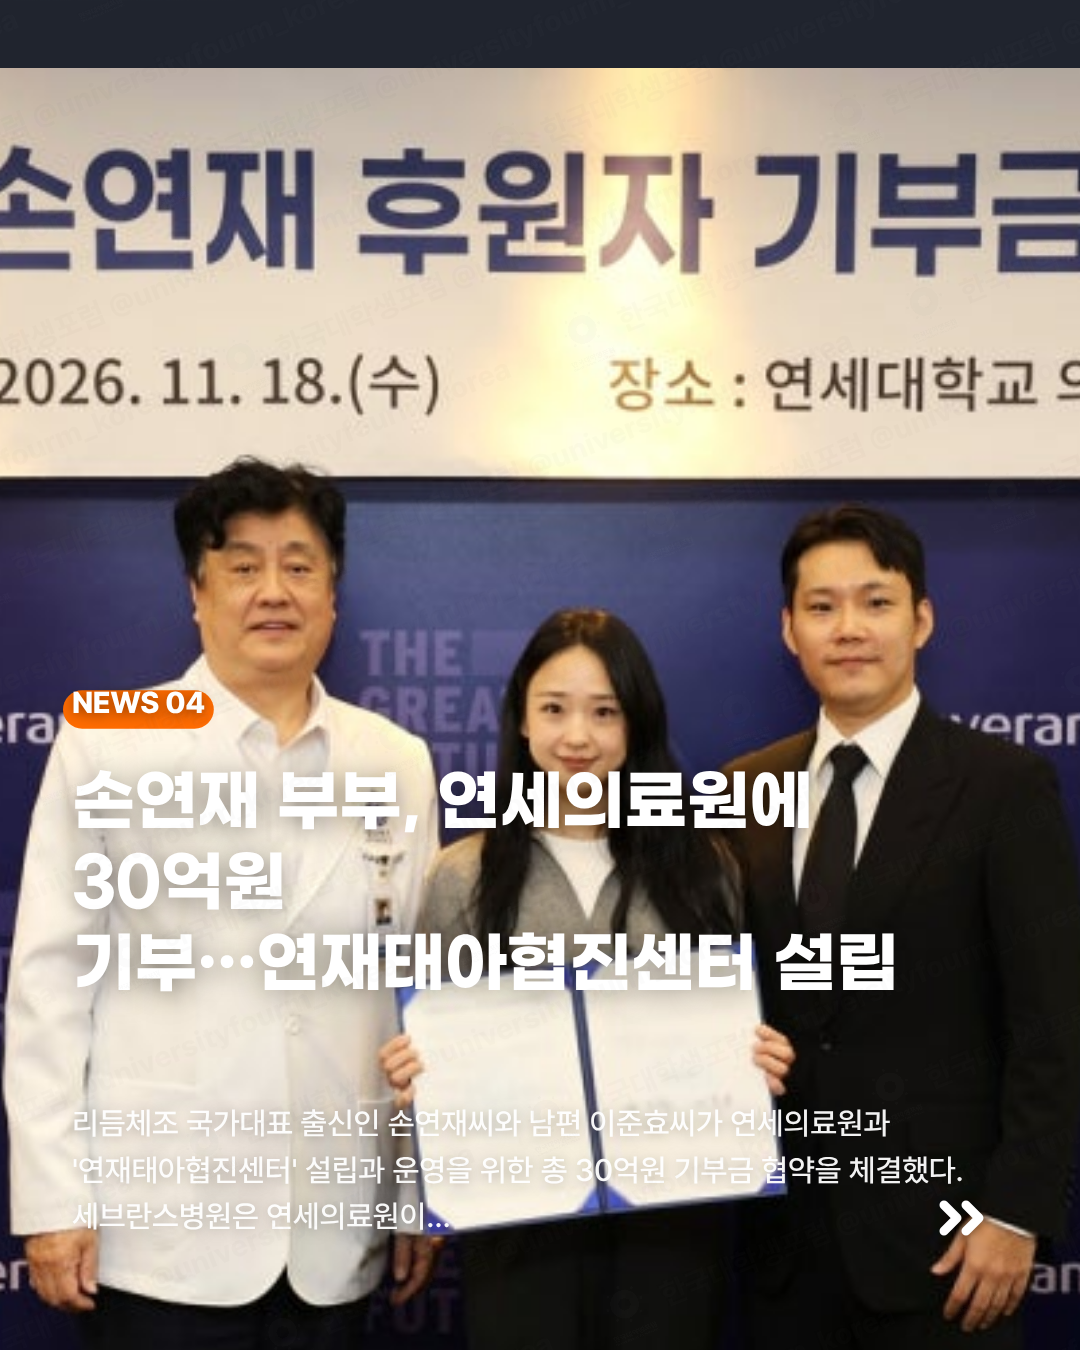 손연재 후원자 기부금
2026. 11. 18.(수) 장소 : 연세대학교 의
THE
GREA
NEWS 04
손연재 부부, 연세의료원에
30억원
기부…연재태아협진센터 설립
리듬체조 국가대표 출신인 손연재씨와 남편 이준효씨가 연세의료원과
'연재태아협진센터' 설립과 운영을 위한 총 30억원 기부금 협약을 체결했다.
세브란스병원은 연세의료원이...